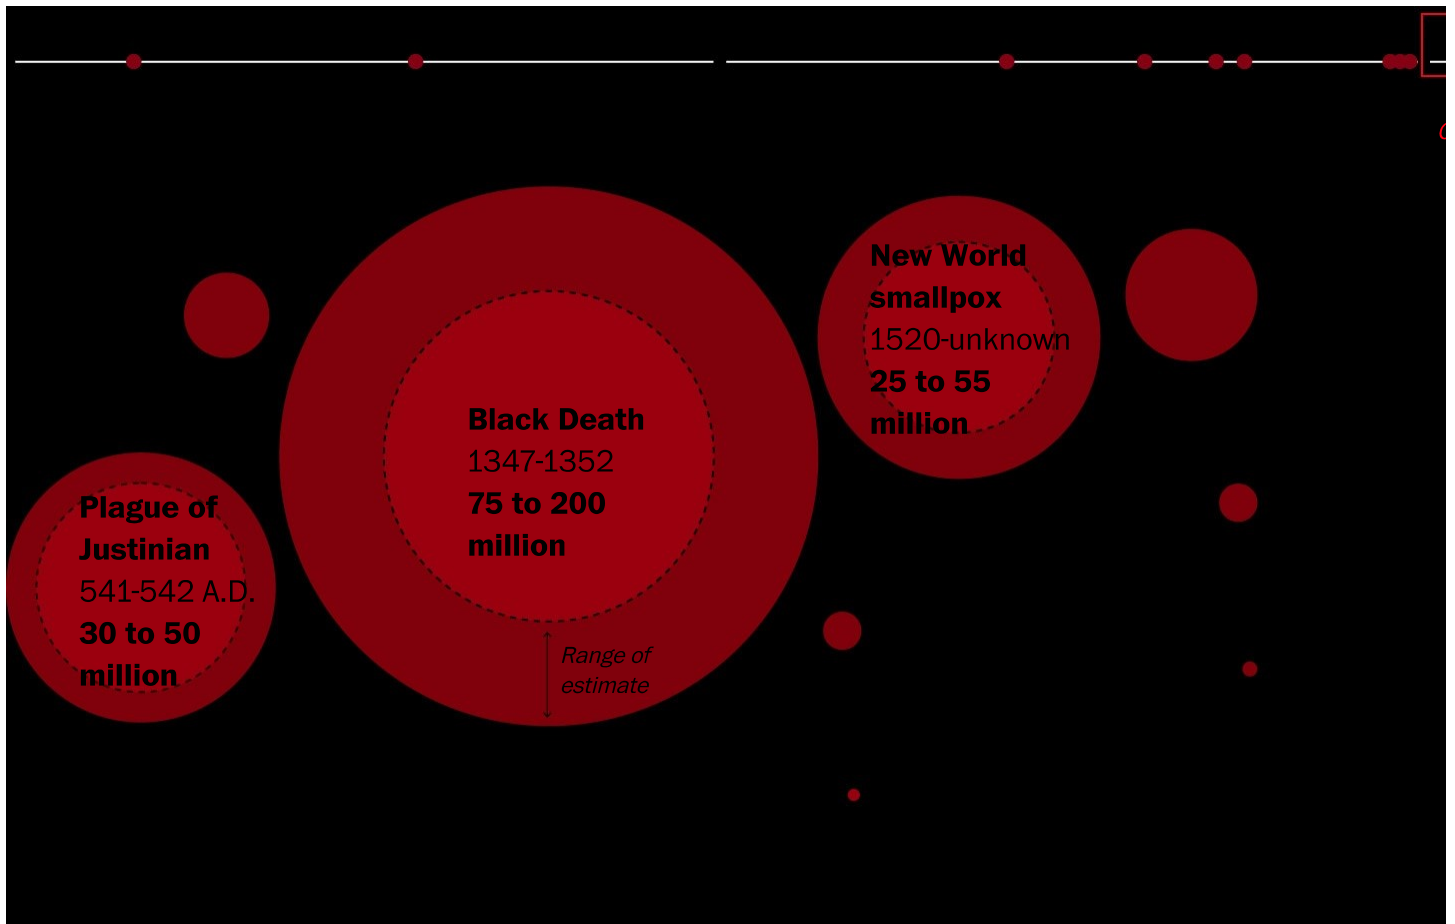 Plague of
Justinian
541-542 A.D.
30 to 50
million
Black Death
1347-1352
75 to 200
million
Range of
estimate
New World
smallpox
1520-unknown
25 to 55
million